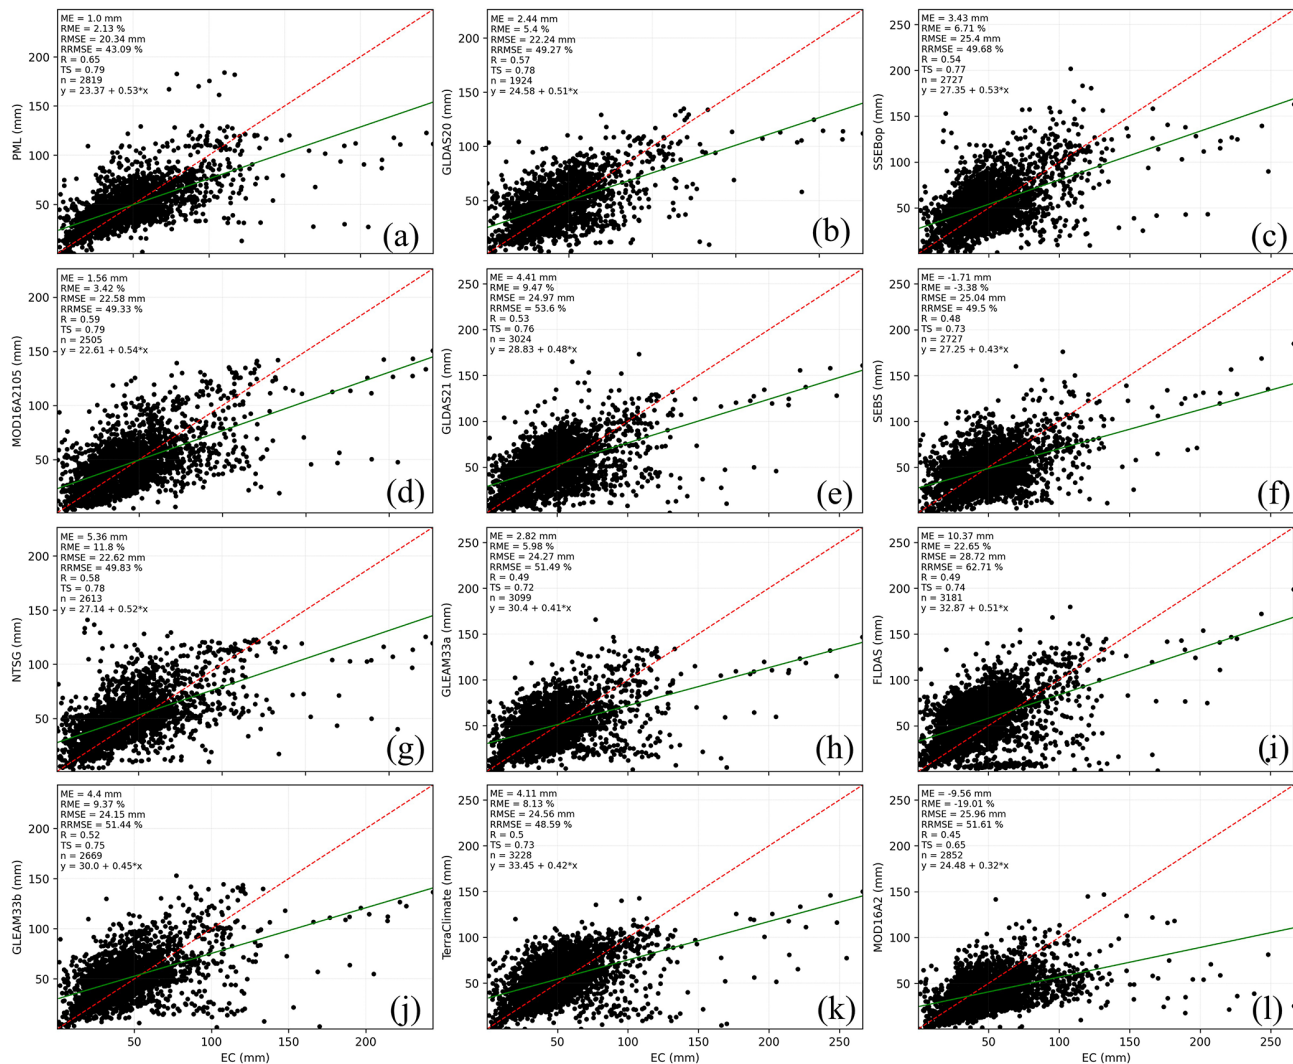 ME = 1.0 mm
RME = 2.13 %
RMSE = 20.34 mm
RRMSE = 43.09 %
R = 0.65
TS = 0.79
n = 2819
y = 23.37 + 0.53*x
PML (mm)
200
150
100
50
(a)
ME = 2.44 mm
RME = 5.4 %
RMSE = 22.24 mm
RRMSE = 49.27 %
R = 0.57
TS = 0.78
n = 1924
y = 24.58 + 0.51*x
GLDAS20 (mm)
200
150
100
50
(b)
ME = 3.43 mm
RME = 6.71 %
RMSE = 25.4 mm
RRMSE = 49.68 %
R = 0.54
TS = 0.77
n = 2727
y = 27.35 + 0.53*x
SSEBop (mm)
250
200
150
100
50
(c)
ME = 1.56 mm
RME = 3.42 %
RMSE = 22.58 mm
RRMSE = 49.33 %
R = 0.59
TS = 0.79
n = 2505
y = 22.61 + 0.54*x
MOD16A2105 (mm)
200
150
100
50
(d)
ME = 4.41 mm
RME = 9.47 %
RMSE = 24.97 mm
RRMSE = 53.6 %
R = 0.53
TS = 0.76
n = 3024
y = 28.83 + 0.48*x
GLDAS21 (mm)
250
200
150
100
50
(e)
ME = -1.71 mm
RME = -3.38 %
RMSE = 25.04 mm
RRMSE = 49.5 %
R = 0.48
TS = 0.73
n = 2727
y = 27.25 + 0.43*x
SEBS (mm)
250
200
150
100
50
(f)
ME = 5.36 mm
RME = 11.8 %
RMSE = 22.62 mm
RRMSE = 49.83 %
R = 0.58
TS = 0.78
n = 2613
y = 27.14 + 0.52*x
NTSG (mm)
200
150
100
50
(g)
ME = 2.82 mm
RME = 5.98 %
RMSE = 24.27 mm
RRMSE = 51.49 %
R = 0.49
TS = 0.72
n = 3099
y = 30.4 + 0.41*x
GLEAM33a (mm)
250
200
150
100
50
(h)
ME = 10.37 mm
RME = 22.65 %
RMSE = 28.72 mm
RRMSE = 62.71 %
R = 0.49
TS = 0.74
n = 3181
y = 32.87 + 0.51*x
FLDAS (mm)
250
200
150
100
50
(i)
ME = 4.4 mm
RME = 9.37 %
RMSE = 24.15 mm
RRMSE = 51.44 %
R = 0.52
TS = 0.75
n = 2669
y = 30.0 + 0.45*x
GLEAM33b (mm)
200
150
100
50
(j)
50
100
150
200
EC (mm)
ME = 4.11 mm
RME = 8.13 %
RMSE = 24.56 mm
RRMSE = 48.59 %
R = 0.5
TS = 0.73
n = 3228
y = 33.45 + 0.42*x
TerraClimate (mm)
250
200
150
100
50
(k)
50
100
150
200
250
EC (mm)
ME = -9.56 mm
RME = -19.01 %
RMSE = 25.96 mm
RRMSE = 51.61 %
R = 0.45
TS = 0.65
n = 2852
y = 24.48 + 0.32*x
MOD16A2 (mm)
250
200
150
100
50
(l)
50
100
150
200
250
EC (mm)